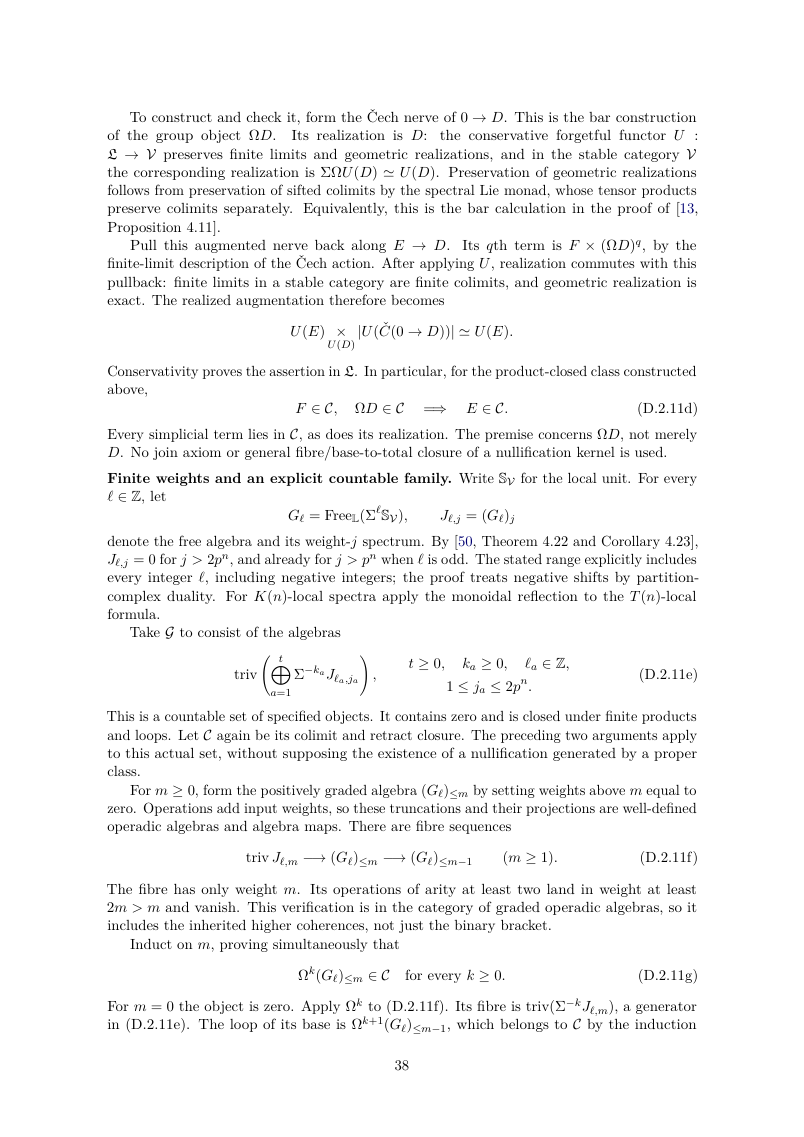 To construct and check it, form the Čech nerve of 0 → D. This is the bar construction
of the group object ΩD. Its realization is D: the conservative forgetful functor U :
𝔏 → 𝒱 preserves finite limits and geometric realizations, and in the stable category 𝒱
the corresponding realization is ΣΩU(D) ≃ U(D). Preservation of geometric realizations
follows from preservation of sifted colimits by the spectral Lie monad, whose tensor products
preserve colimits separately. Equivalently, this is the bar calculation in the proof of [13,
Proposition 4.11].
Pull this augmented nerve back along E → D. Its qth term is F × (ΩD)^q, by the
finite-limit description of the Čech action. After applying U, realization commutes with this
pullback: finite limits in a stable category are finite colimits, and geometric realization is
exact. The realized augmentation therefore becomes
U(E) ×_{U(D)} |U(Č(0 → D))| ≃ U(E).
Conservativity proves the assertion in 𝔏. In particular, for the product-closed class constructed
above,
F ∈ 𝒞, ΩD ∈ 𝒞 ⟹ E ∈ 𝒞. (D.2.11d)
Every simplicial term lies in 𝒞, as does its realization. The premise concerns ΩD, not merely
D. No join axiom or general fibre/base-to-total closure of a nullification kernel is used.
Finite weights and an explicit countable family. Write 𝕊_𝒱 for the local unit. For every
ℓ ∈ ℤ, let
G_ℓ = Free_𝕃(Σ^ℓ𝕊_𝒱), J_{ℓ,j} = (G_ℓ)_j
denote the free algebra and its weight-j spectrum. By [50, Theorem 4.22 and Corollary 4.23],
J_{ℓ,j} = 0 for j > 2p^n, and already for j > p^n when ℓ is odd. The stated range explicitly includes
every integer ℓ, including negative integers; the proof treats negative shifts by partition-
complex duality. For K(n)-local spectra apply the monoidal reflection to the T(n)-local
formula.
Take 𝒢 to consist of the algebras
triv (⨁_{a=1}^{t} Σ^{−k_a} J_{ℓ_a,j_a}), t ≥ 0, k_a ≥ 0, ℓ_a ∈ ℤ, 1 ≤ j_a ≤ 2p^n. (D.2.11e)
This is a countable set of specified objects. It contains zero and is closed under finite products
and loops. Let 𝒞 again be its colimit and retract closure. The preceding two arguments apply
to this actual set, without supposing the existence of a nullification generated by a proper
class.
For m ≥ 0, form the positively graded algebra (G_ℓ)_{≤m} by setting weights above m equal to
zero. Operations add input weights, so these truncations and their projections are well-defined
operadic algebras and algebra maps. There are fibre sequences
triv J_{ℓ,m} ⟶ (G_ℓ)_{≤m} ⟶ (G_ℓ)_{≤m−1} (m ≥ 1). (D.2.11f)
The fibre has only weight m. Its operations of arity at least two land in weight at least
2m > m and vanish. This verification is in the category of graded operadic algebras, so it
includes the inherited higher coherences, not just the binary bracket.
Induct on m, proving simultaneously that
Ω^k(G_ℓ)_{≤m} ∈ 𝒞 for every k ≥ 0. (D.2.11g)
For m = 0 the object is zero. Apply Ω^k to (D.2.11f). Its fibre is triv(Σ^{−k}J_{ℓ,m}), a generator
in (D.2.11e). The loop of its base is Ω^{k+1}(G_ℓ)_{≤m−1}, which belongs to 𝒞 by the induction
38